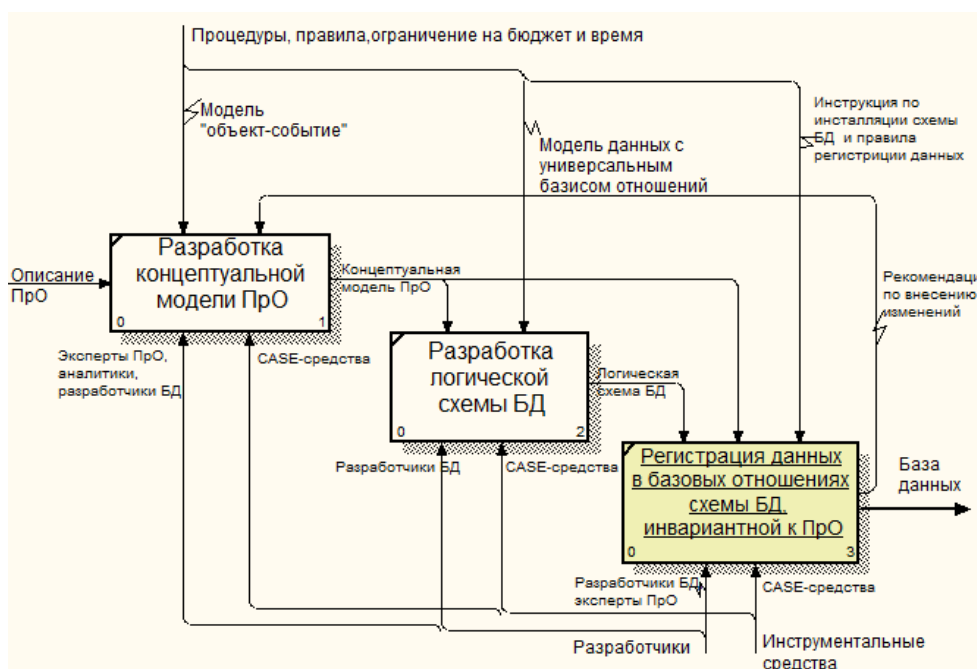 Процедуры, правила,ограничение на бюджет и время
Модель
"объект-событие"
Модель данных с
универсальным
базисом отношений
Инструкция по
инсталляции схемы
БД и правила
регистриции данных
Описание
ПрО
Разработка
концептуальной
модели ПрО
0
1
Концептуальная
модель ПрО
Рекомендаци
по внесению
изменений
Эксперты ПрО,
аналитики,
разработчики БД
CASE-средства
Разработка
логической
схемы БД
0
2
Логическая
схема БД
Разработчики БД
CASE-средства
Регистрация данных
в базовых отношениях
схемы БД,
инвариантной к ПрО
0
3
База
данных
Разработчики БД
эксперты ПрО
CASE-средства
Разработчики
Инструментальные
средства